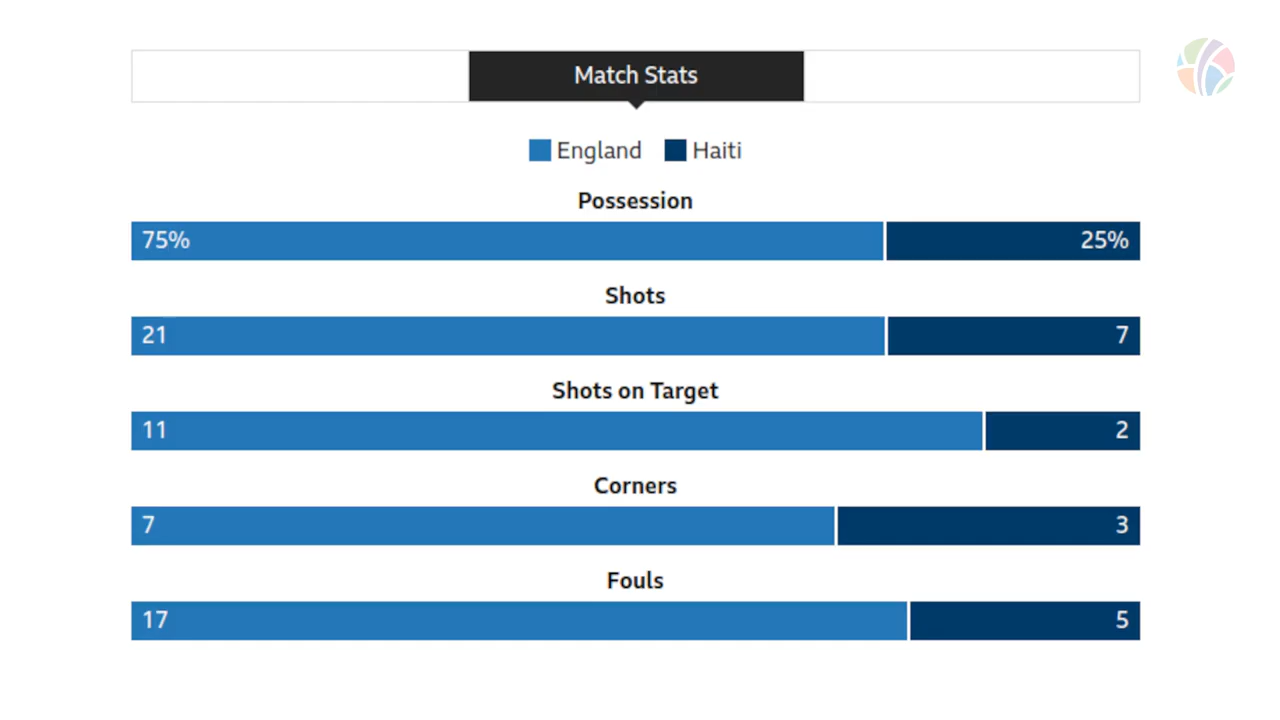 Match Stats
England Haiti
Possession
75% 25%
Shots
21 7
Shots on Target
11 2
Corners
7 3
Fouls
17 5